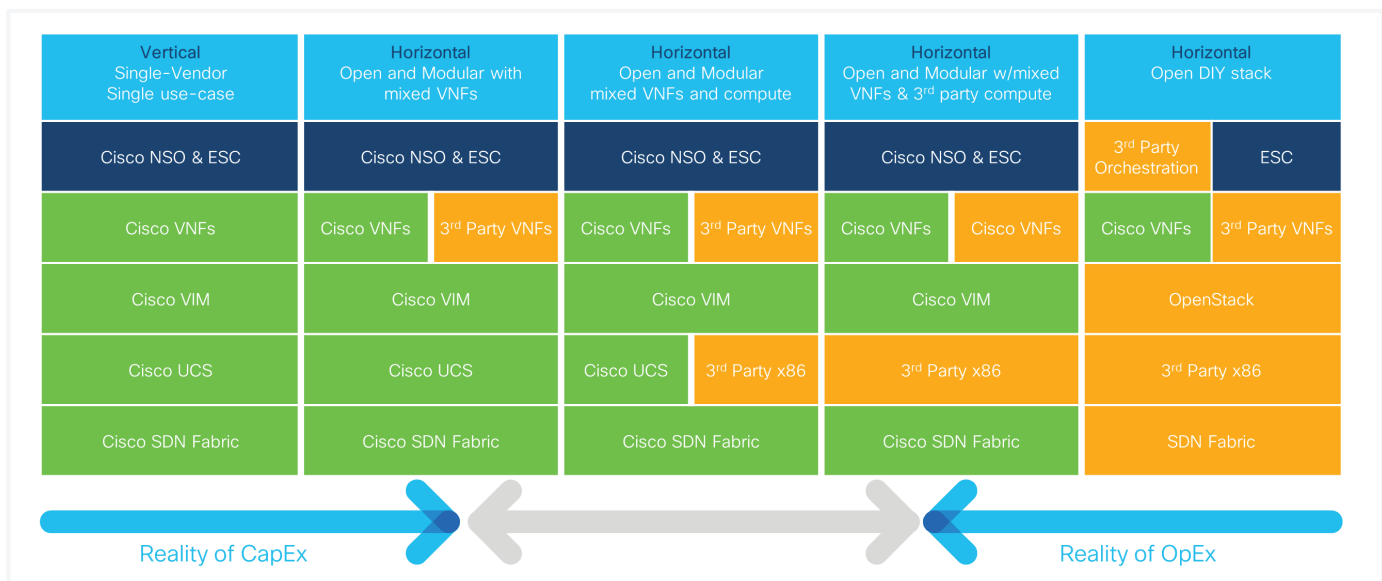 Vertical
Single-Vendor
Single use-case
Horizontal
Open and Modular with
mixed VNFs
Horizontal
Open and Modular
mixed VNFs and compute
Horizontal
Open and Modular w/mixed
VNFs & 3rd party compute
Horizontal
Open DIY stack
Cisco NSO & ESC
Cisco NSO & ESC
Cisco NSO & ESC
Cisco NSO & ESC
3rd Party
Orchestration
ESC
Cisco VNFs
Cisco VNFs
3rd Party VNFs
Cisco VNFs
3rd Party VNFs
Cisco VNFs
Cisco VNFs
Cisco VNFs
3rd Party VNFs
Cisco VIM
Cisco VIM
Cisco VIM
Cisco VIM
OpenStack
Cisco UCS
Cisco UCS
Cisco UCS
3rd Party x86
3rd Party x86
3rd Party x86
Cisco SDN Fabric
Cisco SDN Fabric
Cisco SDN Fabric
Cisco SDN Fabric
SDN Fabric
Reality of CapEx
Reality of OpEx